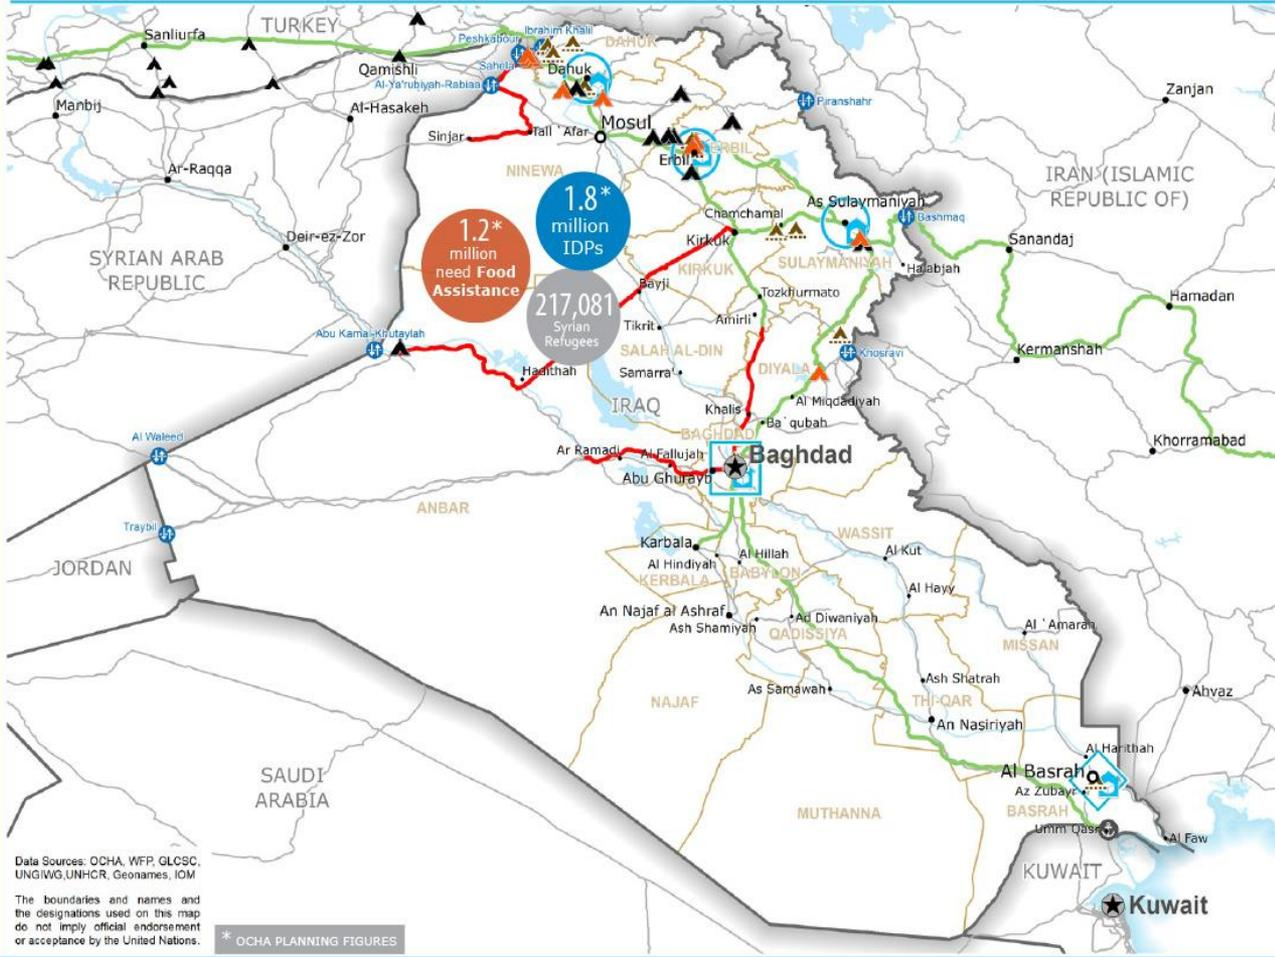 TURKEY
Sanliurfa
Ibrahim Khalil
Peshkabour
DAHUK
Qamishli
Sahela
Dahuk
Al-Ya'rubiyah-Rabiaa
Manbij
Al-Hasakeh
Piranshahr
Zanjan
Sinjar
Tall `Afar
Mosul
Erbil
ERBIL
Ar-Raqqa
NINEWA
IRAN (ISLAMIC
REPUBLIC OF)
1.8*
million
IDPs
As Sulaymaniyah
Chamchamal
Bashmaq
1.2*
million
need Food
Assistance
Kirkuk
Deir-ez-Zor
Sanandaj
SYRIAN ARAB
REPUBLIC
KIRKUK
SULAYMANIYAH
Halabjah
217,081
Syrian
Refugees
Bayji
Tozkhurmato
Hamadan
Tikrit
Amirli
Abu Kamal-Khutaylah
SALAH AL-DIN
Khosravi
Kermanshah
Hadithah
Samarra'
DIYALA
IRAQ
Khalis
Al Miqdadiyah
Ba`qubah
Al Waleed
BAGHDAD
Khorramabad
Ar Ramadi
Al Fallujah
Baghdad
Abu Ghurayb
ANBAR
Traybil
WASSIT
JORDAN
Karbala
Al Hillah
Al Kut
Al Hindiyah
KERBALA
BABYLON
Al Hayy
An Najaf al Ashraf
Ash Shamiyah
Ad Diwaniyah
QADISSIYA
Al `Amarah
MISSAN
As Samawah
Ash Shatrah
NAJAF
THI-QAR
Ahvaz
An Nasiriyah
Al Harithah
SAUDI
ARABIA
Al Basrah
Az Zubayr
MUTHANNA
BASRAH
Umm Qasr
Al Faw
KUWAIT
Kuwait
Data Sources: OCHA, WFP, GLCSC,
UNGIWG,UNHCR, Geonames, IOM
The boundaries and names and
the designations used on this map
do not imply official endorsement
or acceptance by the United Nations.
* OCHA PLANNING FIGURES